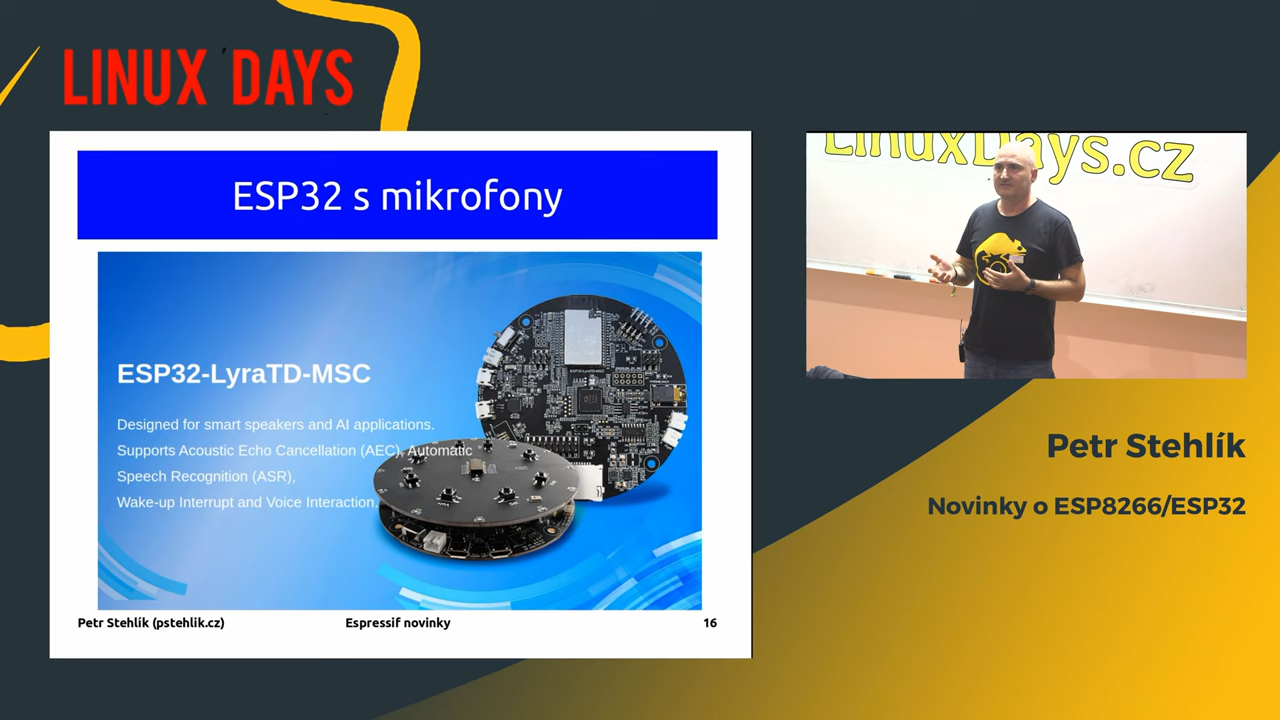 LINUX DAYS
ESP32 s mikrofony
ESP32-LyraTD-MSC
Designed for smart speakers and AI applications.
Supports Acoustic Echo Cancellation (AEC), Automatic
Speech Recognition (ASR),
Wake-up Interrupt and Voice Interaction.
Petr Stehlík (pstehlik.cz)
Espressif novinky
16
LinuxDays.cz
Petr Stehlík
Novinky o ESP8266/ESP32